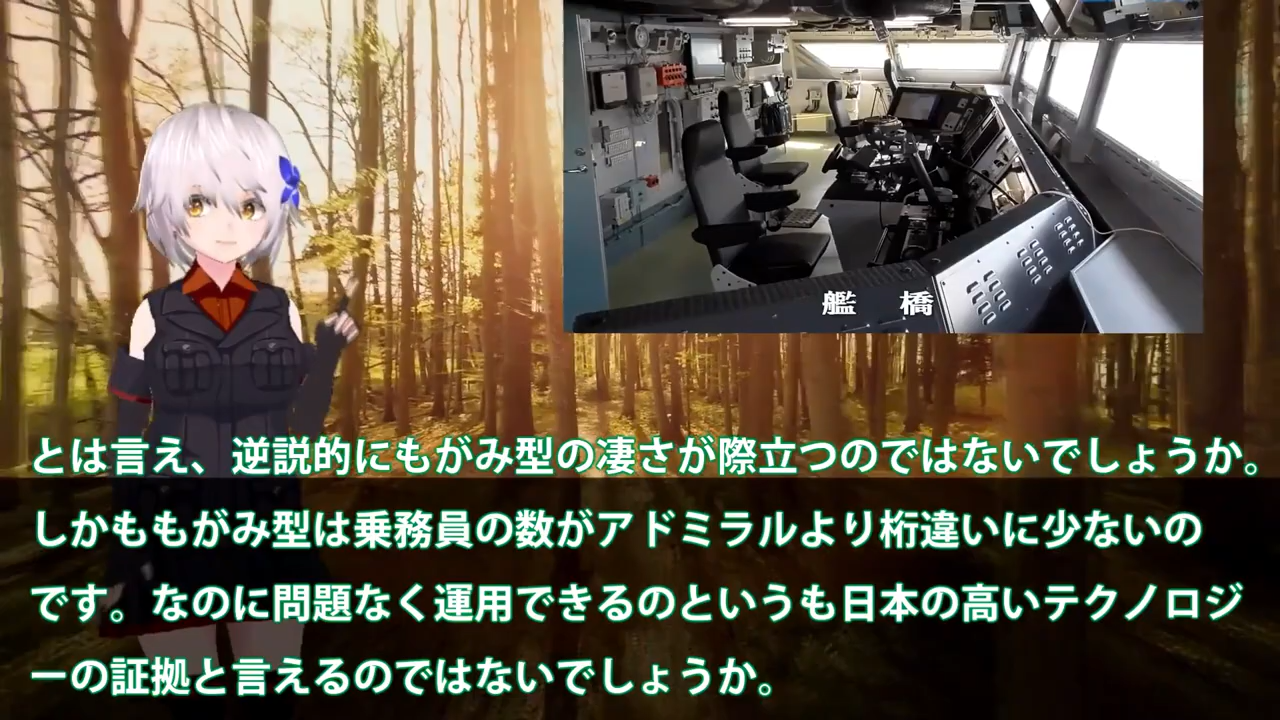 艦 橋
とは言え、逆説的にもがみ型の凄さが際立つのではないでしょうか。
しかももがみ型は乗務員の数がアドミラルより桁違いに少ないの
です。なのに問題なく運用できるのというも日本の高いテクノロジ
ーの証拠と言えるのではないでしょうか。